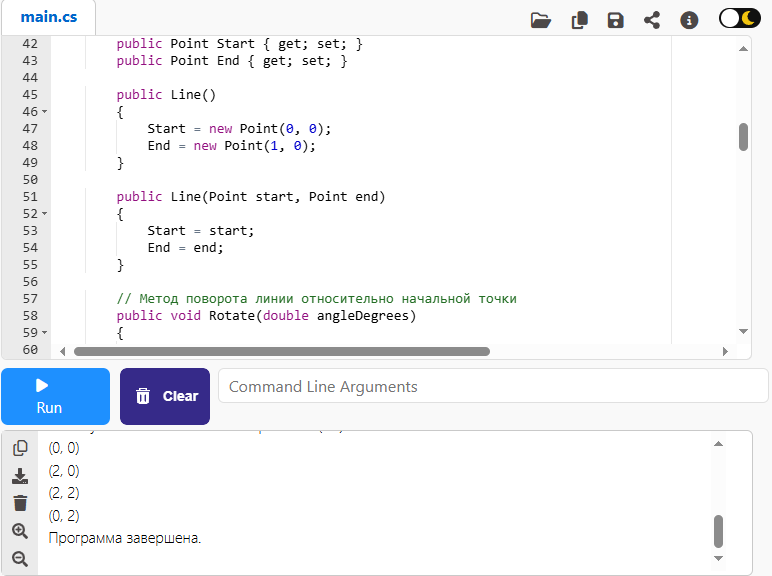 main.cs
42 public Point Start { get; set; }
43 public Point End { get; set; }
44
45 public Line()
46 {
47 Start = new Point(0, 0);
48 End = new Point(1, 0);
49 }
50
51 public Line(Point start, Point end)
52 {
53 Start = start;
54 End = end;
55 }
56
57 // Метод поворота линии относительно начальной точки
58 public void Rotate(double angleDegrees)
59 {
60
Run
Clear
Command Line Arguments
(0, 0)
(2, 0)
(2, 2)
(0, 2)
Программа завершена.